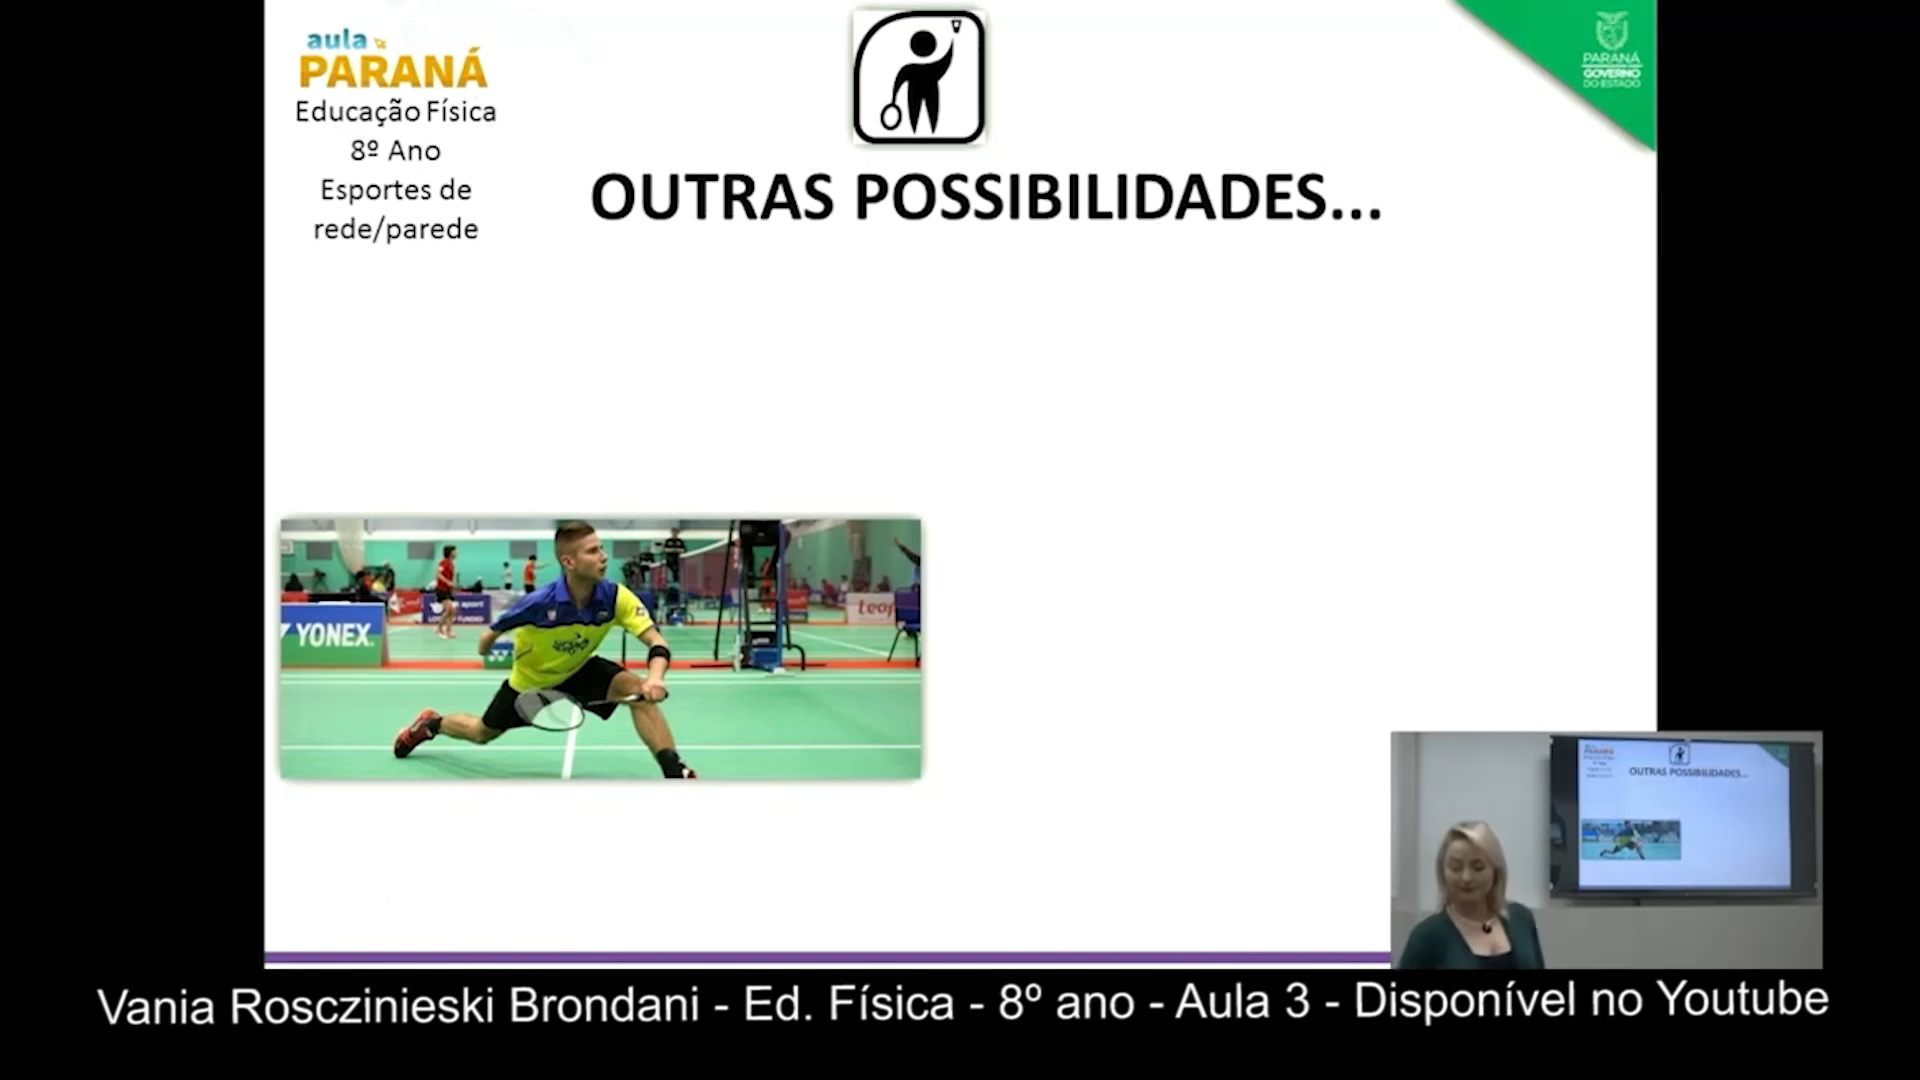 aula
PARANÁ
Educação Física
8º Ano
Esportes de
rede/parede
OUTRAS POSSIBILIDADES...
PARANÁ
GOVERNO
DO ESTADO
YONEX
OUTRAS POSSIBILIDADES...
Vania Rosczinieski Brondani - Ed. Física - 8º ano - Aula 3 - Disponível no Youtube